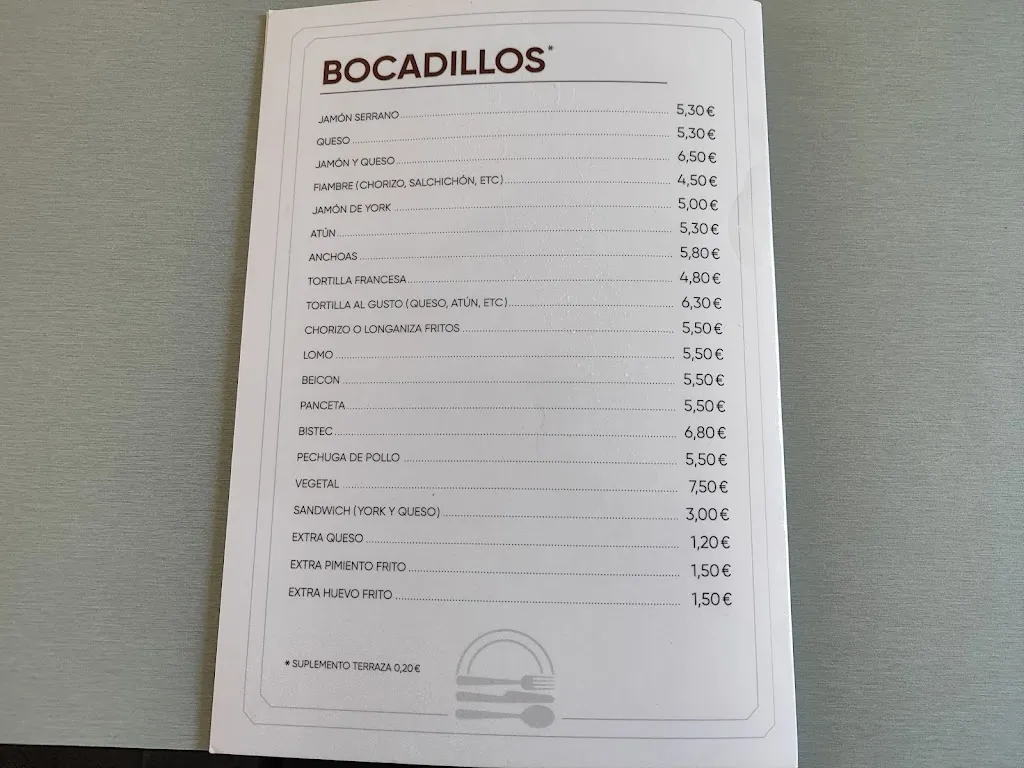 BOCADILLOS*
JAMÓN SERRANO 5,30 €
QUESO 5,30 €
JAMÓN Y QUESO 6,50 €
FIAMBRE (CHORIZO, SALCHICHÓN, ETC) 4,50 €
JAMÓN DE YORK 5,00 €
ATÚN 5,30 €
ANCHOAS 5,80 €
TORTILLA FRANCESA 4,80 €
TORTILLA AL GUSTO (QUESO, ATÚN, ETC) 6,30 €
CHORIZO O LONGANIZA FRITOS 5,50 €
LOMO 5,50 €
BEICON 5,50 €
PANCETA 5,50 €
BISTEC 6,80 €
PECHUGA DE POLLO 5,50 €
VEGETAL 7,50 €
SANDWICH (YORK Y QUESO) 3,00 €
EXTRA QUESO 1,20 €
EXTRA PIMIENTO FRITO 1,50 €
EXTRA HUEVO FRITO 1,50 €
* SUPLEMENTO TERRAZA 0,20 €